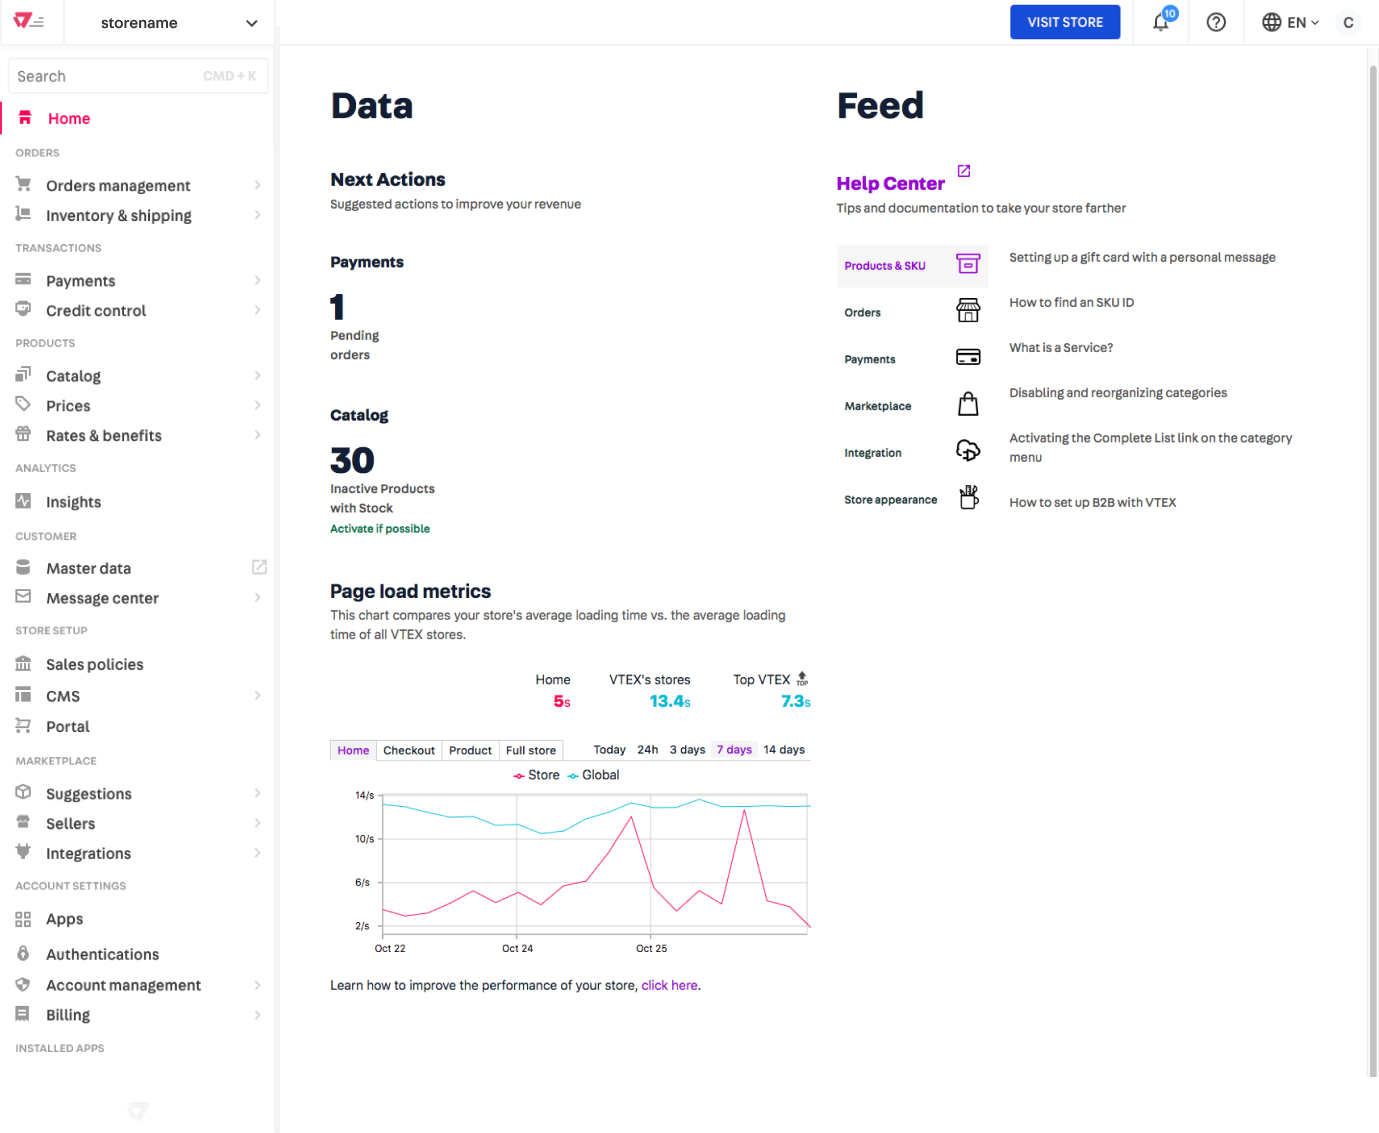 storename
VISIT STORE
10
EN
C
Search
CMD + K
Home
ORDERS
Orders management
Inventory & shipping
TRANSACTIONS
Payments
Credit control
PRODUCTS
Catalog
Prices
Rates & benefits
ANALYTICS
Insights
CUSTOMER
Master data
Message center
STORE SETUP
Sales policies
CMS
Portal
MARKETPLACE
Suggestions
Sellers
Integrations
ACCOUNT SETTINGS
Apps
Authentications
Account management
Billing
INSTALLED APPS
Data
Next Actions
Suggested actions to improve your revenue
Payments
1
Pending
orders
Catalog
30
Inactive Products
with Stock
Activate if possible
Page load metrics
This chart compares your store's average loading time vs. the average loading
time of all VTEX stores.
Home
5s
VTEX's stores
13.4s
Top VTEX TOP
7.3s
Home Checkout Product Full store
Today 24h 3 days 7 days 14 days
Store Global
14/s
10/s
6/s
2/s
Oct 22 Oct 24 Oct 25
Learn how to improve the performance of your store, click here.
Feed
Help Center
Tips and documentation to take your store farther
Products & SKU
Orders
Payments
Marketplace
Integration
Store appearance
Setting up a gift card with a personal message
How to find an SKU ID
What is a Service?
Disabling and reorganizing categories
Activating the Complete List link on the category
menu
How to set up B2B with VTEX